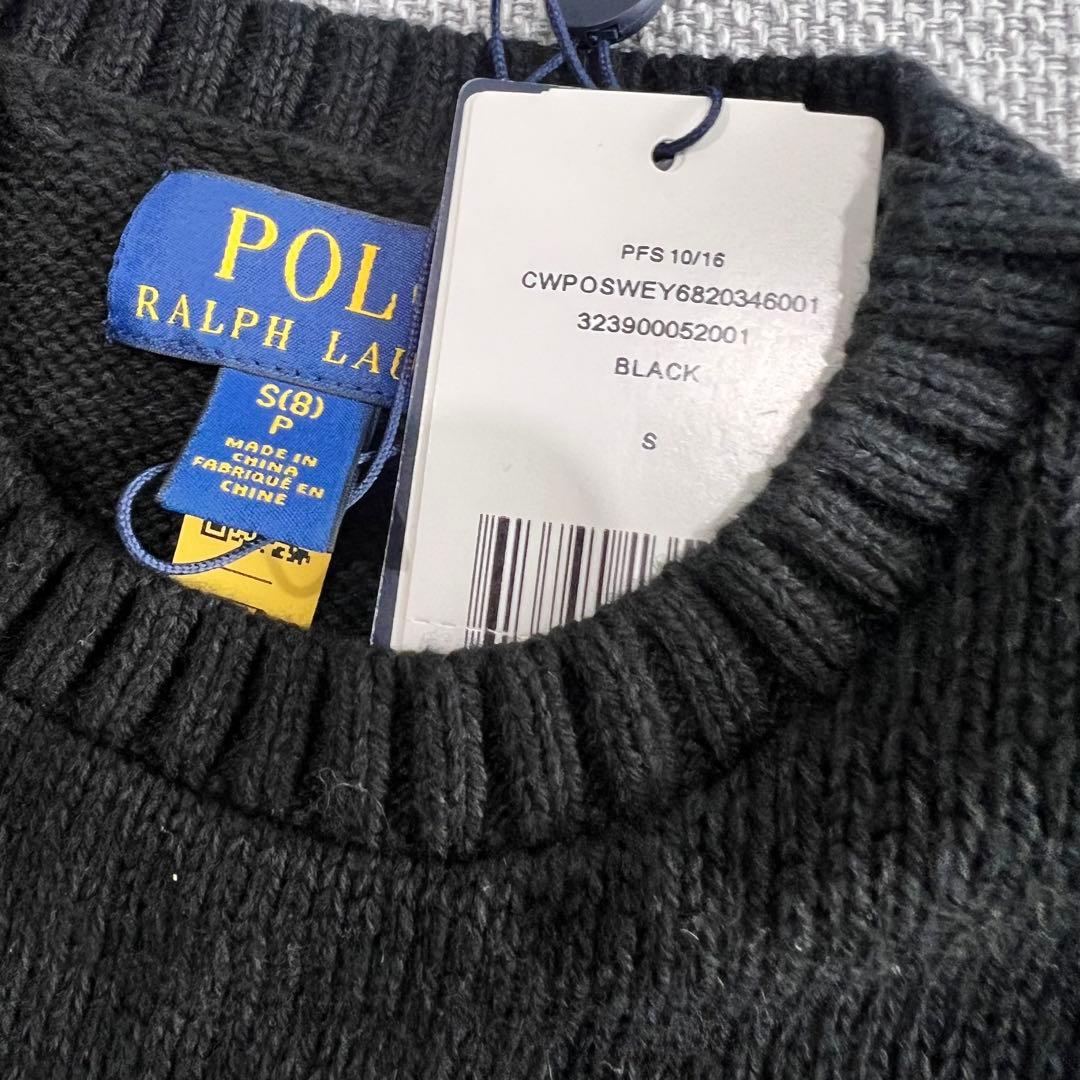 POL
RALPH LAU
S(8)
P
MADE IN
CHINA
FABRIQUÉ EN
CHINE
PFS 10/16
CWPOSWEY6820346001
323900052001
BLACK
S